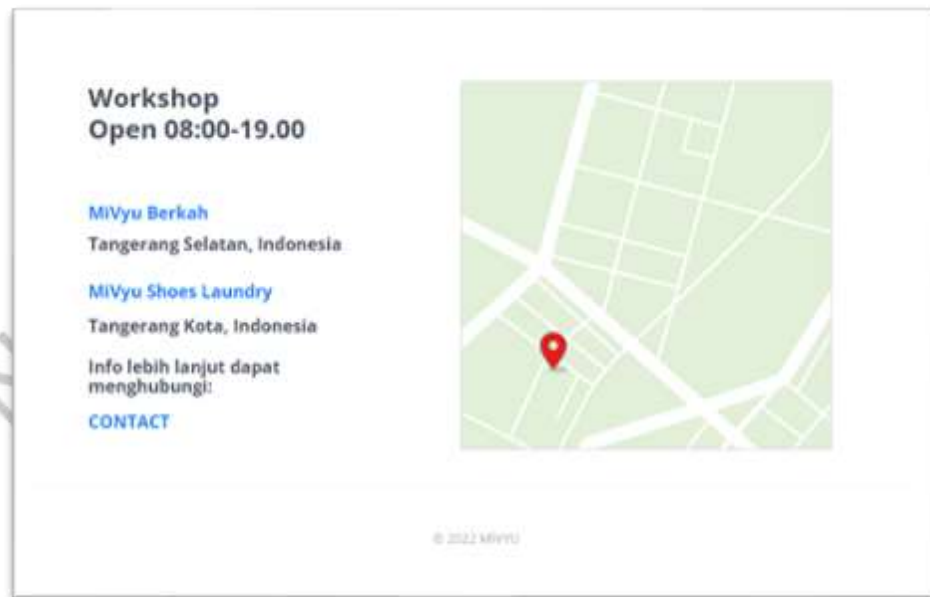 Workshop
Open 08:00-19.00
MiVyu Berkah
Tangerang Selatan, Indonesia
MiVyu Shoes Laundry
Tangerang Kota, Indonesia
Info lebih lanjut dapat
menghubungi:
CONTACT
© 2022 MIVYU